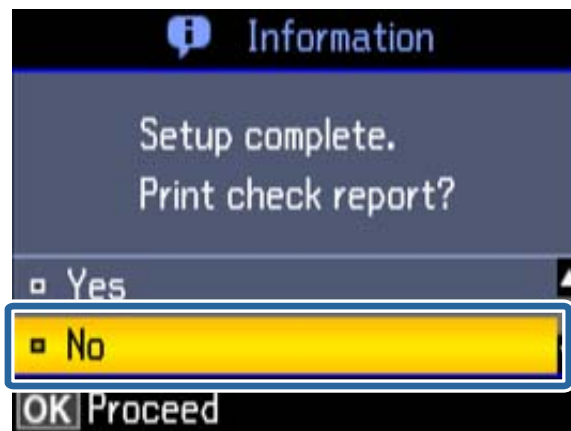 Information
Setup complete.
Print check report?
Yes
No
OK Proceed